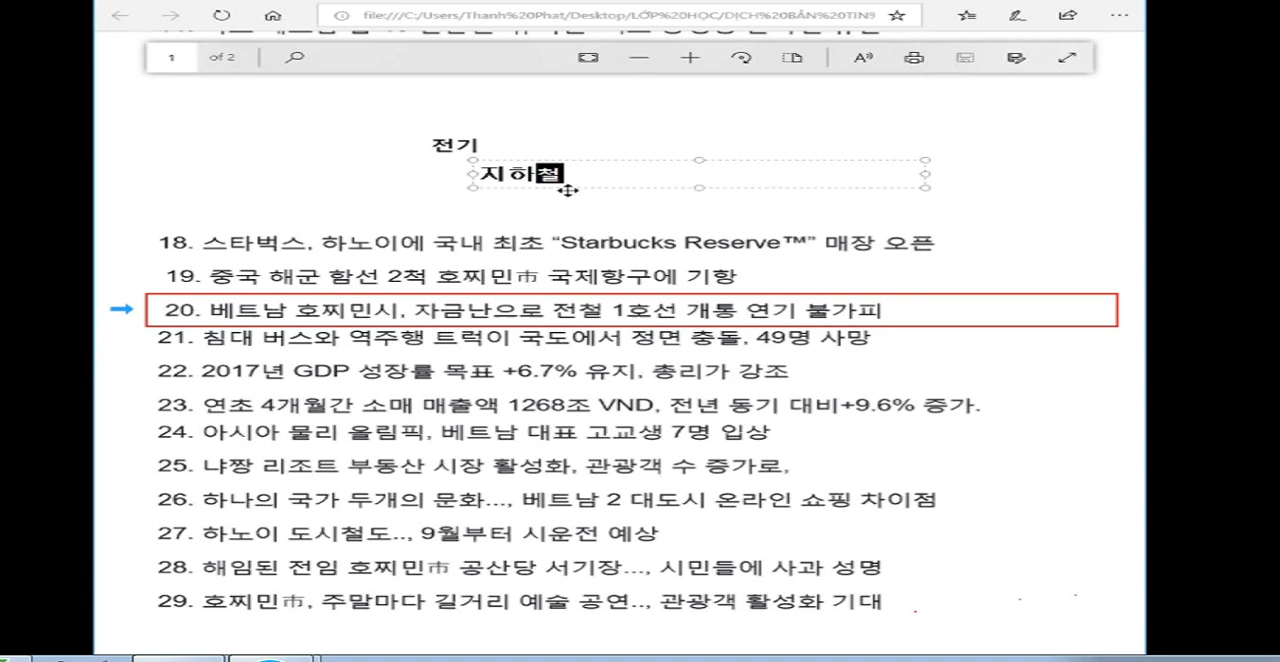 file:///C:/Users/Thanh%20Phat/Desktop/LỚP%20HỌC/DỊCH%20BẢN%20TIN%
1 of 2
전기
지하철
18. 스타벅스, 하노이에 국내 최초 “Starbucks Reserve™” 매장 오픈
19. 중국 해군 함선 2척 호찌민市 국제항구에 기항
20. 베트남 호찌민시, 자금난으로 전철 1호선 개통 연기 불가피
21. 침대 버스와 역주행 트럭이 국도에서 정면 충돌, 49명 사망
22. 2017년 GDP 성장률 목표 +6.7% 유지, 총리가 강조
23. 연초 4개월간 소매 매출액 1268조 VND, 전년 동기 대비+9.6% 증가.
24. 아시아 물리 올림픽, 베트남 대표 고교생 7명 입상
25. 냐짱 리조트 부동산 시장 활성화, 관광객 수 증가로,
26. 하나의 국가 두개의 문화..., 베트남 2 대도시 온라인 쇼핑 차이점
27. 하노이 도시철도.., 9월부터 시운전 예상
28. 해임된 전임 호찌민市 공산당 서기장..., 시민들에 사과 성명
29. 호찌민市, 주말마다 길거리 예술 공연.., 관광객 활성화 기대